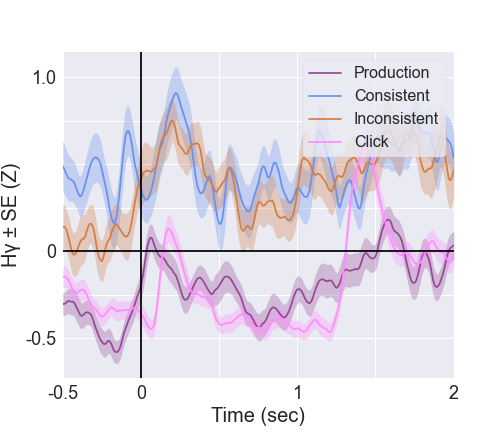 Production
Consistent
Inconsistent
Click
1.0
0
-0.5
Hγ ± SE (Z)
-0.5 0 1 2
Time (sec)